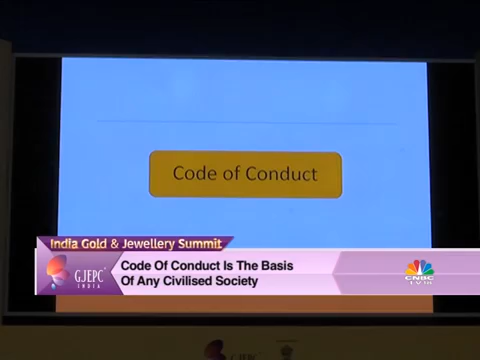 Code of Conduct
India Gold & Jewellery Summit
GJEPC
INDIA
Code Of Conduct Is The Basis
Of Any Civilised Society
CNBC
TV18